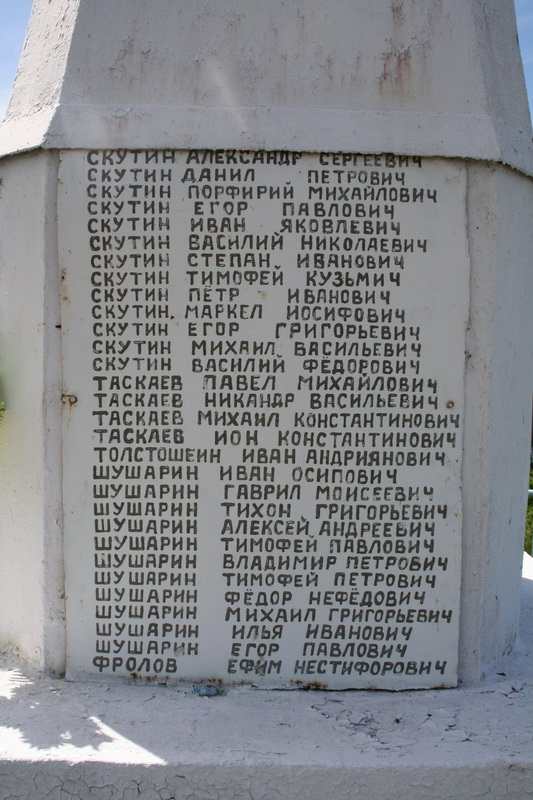 СКУТИН АЛЕКСАНДР СЕРГЕЕВИЧ
СКУТИН ДАНИЛ ПЕТРОВИЧ
СКУТИН ПОРФИРИЙ МИХАЙЛОВИЧ
СКУТИН ЕГОР ПАВЛОВИЧ
СКУТИН ИВАН ЯКОВЛЕВИЧ
СКУТИН ВАСИЛИЙ НИКОЛАЕВИЧ
СКУТИН СТЕПАН ИВАНОВИЧ
СКУТИН ТИМОФЕЙ КУЗЬМИЧ
СКУТИН ПЁТР ИВАНОВИЧ
СКУТИН МАРКЕЛ ИОСИФОВИЧ
СКУТИН ЕГОР ГРИГОРЬЕВИЧ
СКУТИН МИХАИЛ ВАСИЛЬЕВИЧ
СКУТИН ВАСИЛИЙ ФЁДОРОВИЧ
ТАСКАЕВ ПАВЕЛ МИХАЙЛОВИЧ
ТАСКАЕВ НИКАНДР ВАСИЛЬЕВИЧ
ТАСКАЕВ МИХАИЛ КОНСТАНТИНОВИЧ
ТАСКАЕВ ИОН КОНСТАНТИНОВИЧ
ТОЛСТОШЕИН ИВАН АНДРИЯНОВИЧ
ШУШАРИН ИВАН ОСИПОВИЧ
ШУШАРИН ГАВРИЛ МОИСЕЕВИЧ
ШУШАРИН ТИХОН ГРИГОРЬЕВИЧ
ШУШАРИН АЛЕКСЕЙ АНДРЕЕВИЧ
ШУШАРИН ТИМОФЕЙ ПАВЛОВИЧ
ШУШАРИН ВЛАДИМИР ПЕТРОВИЧ
ШУШАРИН ТИМОФЕЙ ПЕТРОВИЧ
ШУШАРИН ФЁДОР НЕФЁДОВИЧ
ШУШАРИН МИХАИЛ ГРИГОРЬЕВИЧ
ШУШАРИН ИЛЬЯ ИВАНОВИЧ
ШУШАРИН ЕГОР ПАВЛОВИЧ
ФРОЛОВ ЕФИМ НЕСТИФОРОВИЧ